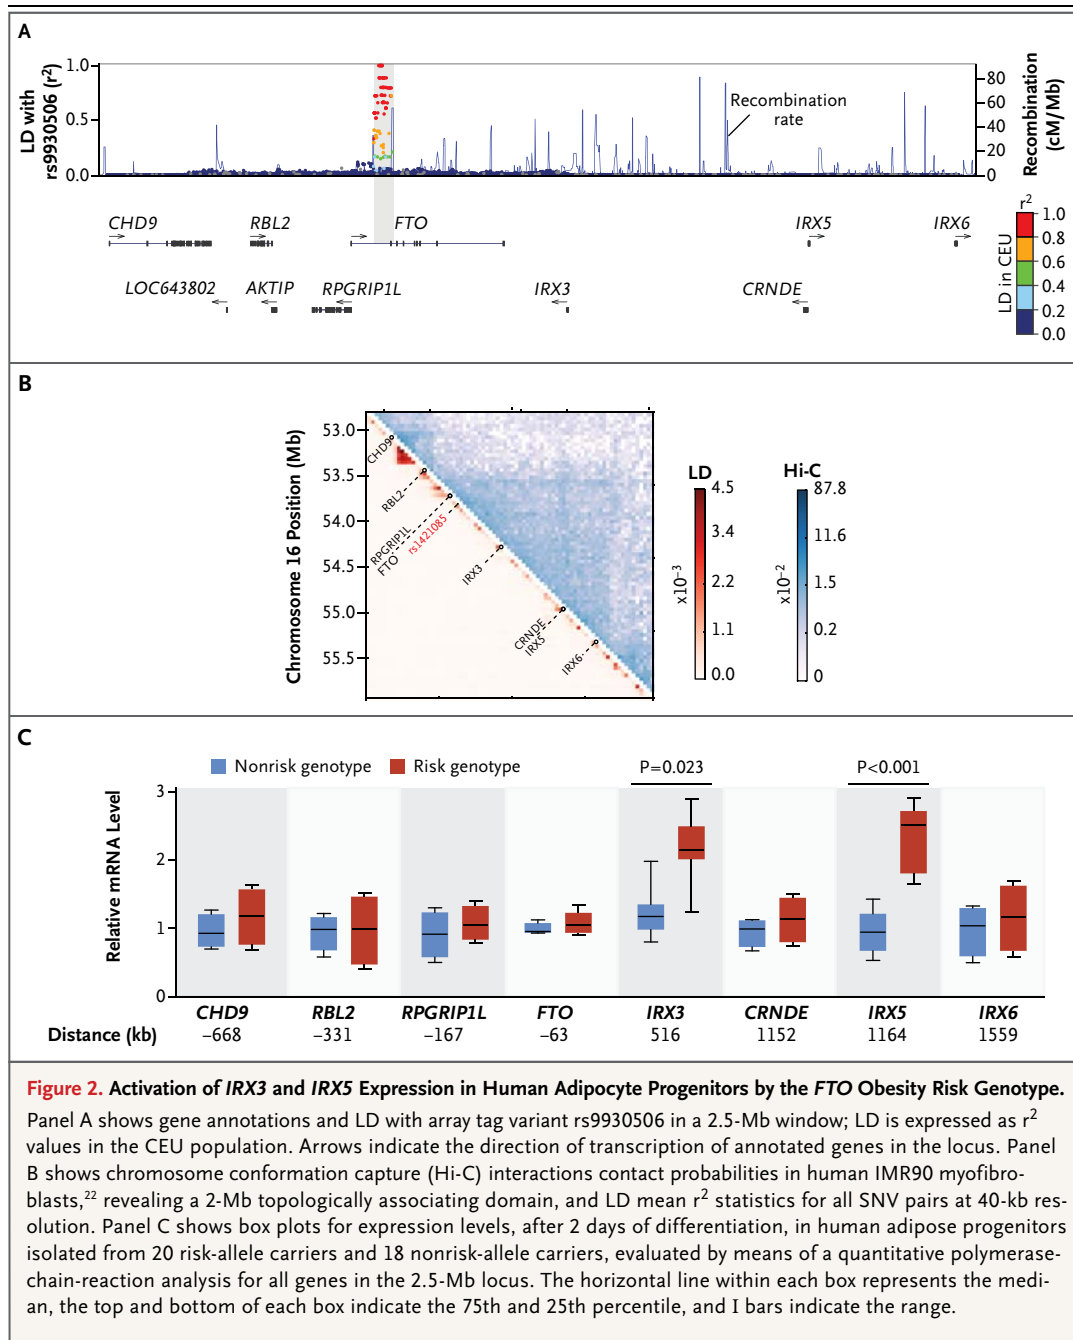 A
LD with
rs9930506 (r²)
1.0
0.5
0.0
Recombination
rate
80
60
40
20
0
Recombination
(cM/Mb)
CHD9
RBL2
FTO
IRX5
IRX6
LOC643802
AKTIP
RPGRIP1L
IRX3
CRNDE
r²
1.0
0.8
0.6
0.4
0.2
0.0
LD in CEU
B
Chromosome 16 Position (Mb)
53.0
53.5
54.0
54.5
55.0
55.5
CHD9
RBL2
RPGRIP1L
FTO
rs1421085
IRX3
CRNDE
IRX5
IRX6
LD
4.5
3.4
2.2
1.1
0.0
x10⁻³
Hi-C
87.8
11.6
1.5
0.2
0
x10⁻²
C
Nonrisk genotype
Risk genotype
P=0.023
P<0.001
Relative mRNA Level
3
2
1
0
CHD9 RBL2 RPGRIP1L FTO IRX3 CRNDE IRX5 IRX6
Distance (kb) –668 –331 –167 –63 516 1152 1164 1559
Figure 2. Activation of IRX3 and IRX5 Expression in Human Adipocyte Progenitors by the FTO Obesity Risk Genotype.
Panel A shows gene annotations and LD with array tag variant rs9930506 in a 2.5-Mb window; LD is expressed as r²
values in the CEU population. Arrows indicate the direction of transcription of annotated genes in the locus. Panel
B shows chromosome conformation capture (Hi-C) interactions contact probabilities in human IMR90 myofibro-
blasts,²² revealing a 2-Mb topologically associating domain, and LD mean r² statistics for all SNV pairs at 40-kb res-
olution. Panel C shows box plots for expression levels, after 2 days of differentiation, in human adipose progenitors
isolated from 20 risk-allele carriers and 18 nonrisk-allele carriers, evaluated by means of a quantitative polymerase-
chain-reaction analysis for all genes in the 2.5-Mb locus. The horizontal line within each box represents the medi-
an, the top and bottom of each box indicate the 75th and 25th percentile, and I bars indicate the range.